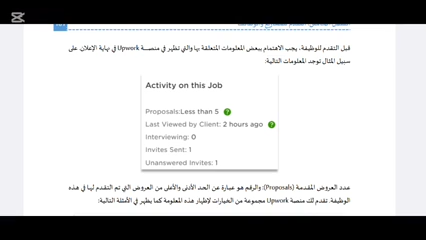 CC
قبل التقدم للوظيفة، يجب الاهتمام ببعض المعلومات المتعلقة بها والتي تظهر في منصة Upwork في نهاية الإعلان. على
سبيل المثال توجد المعلومات التالية:
Activity on this Job
Proposals:Less than 5 ?
Last Viewed by Client: 2 hours ago ?
Interviewing: 0
Invites Sent: 1
Unanswered Invites: 1
عدد العروض المقدمة (Proposals): والرقم هو عبارة عن الحد الأدنى والأعلى من العروض التي تم التقدم لها في هذه
الوظيفة. تقدم لك منصة Upwork مجموعة من الخيارات لإظهار هذه المعلومة كما يظهر في الأمثلة التالية: